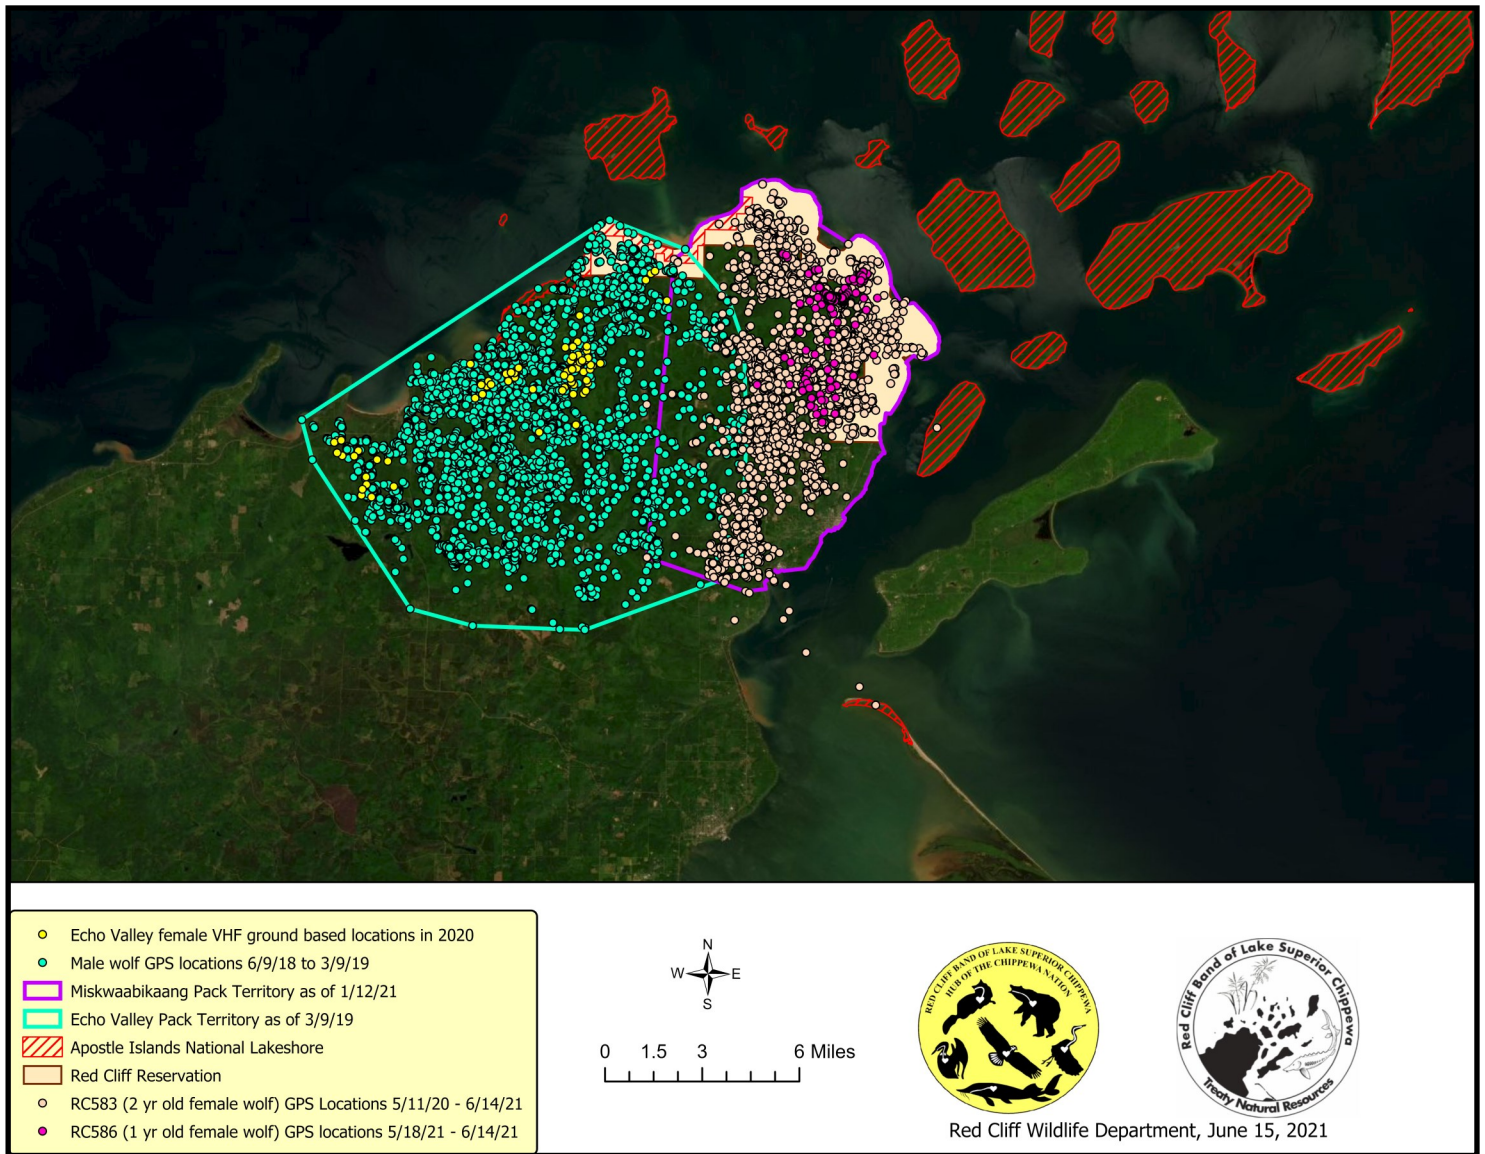 Echo Valley female VHF ground based locations in 2020
Male wolf GPS locations 6/9/18 to 3/9/19
Miskwaabikaang Pack Territory as of 1/12/21
Echo Valley Pack Territory as of 3/9/19
Apostle Islands National Lakeshore
Red Cliff Reservation
RC583 (2 yr old female wolf) GPS Locations 5/11/20 - 6/14/21
RC586 (1 yr old female wolf) GPS locations 5/18/21 - 6/14/21
N
W E
S
0 1.5 3 6 Miles
RED CLIFF BAND OF LAKE SUPERIOR CHIPPEWA
HUB OF THE CHIPPEWA NATION
Red Cliff Band of Lake Superior Chippewa
Treaty Natural Resources
Red Cliff Wildlife Department, June 15, 2021